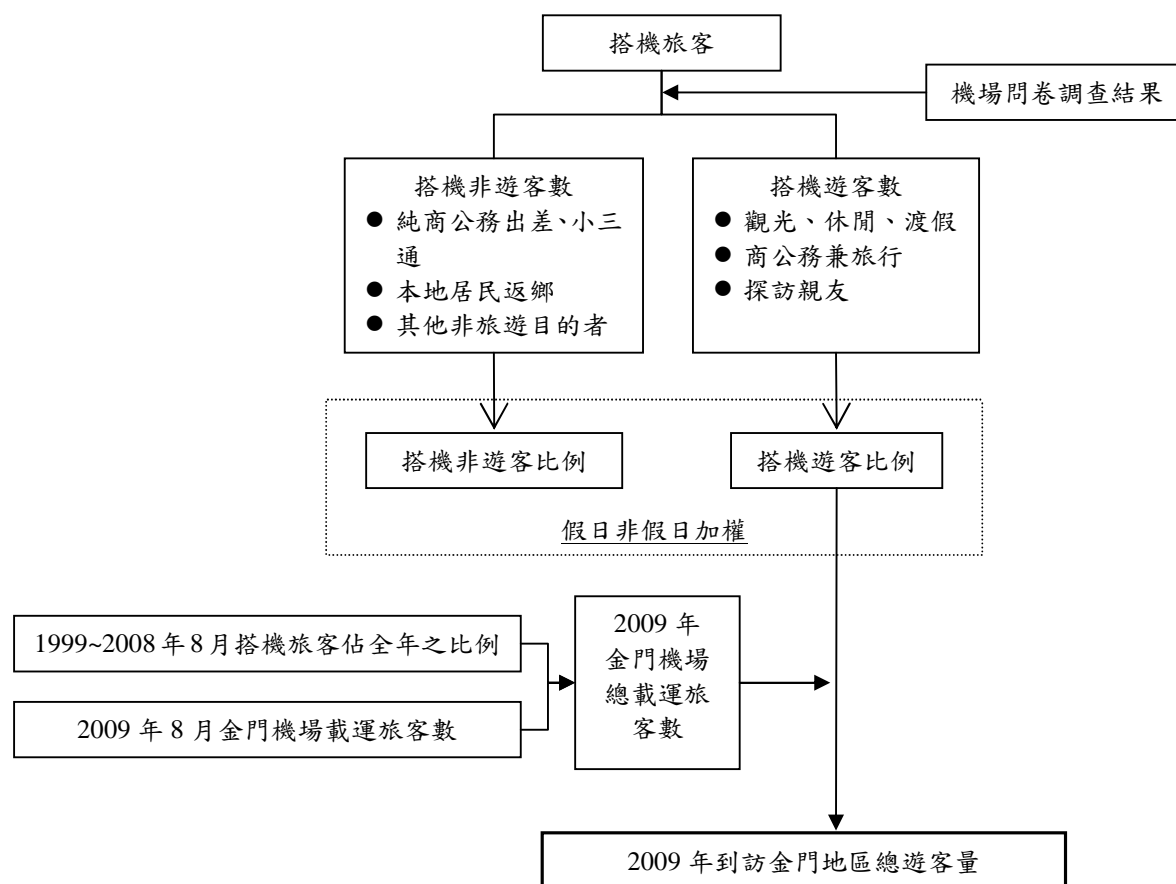 搭機旅客
機場問卷調查結果
搭機非遊客數
● 純商公務出差、小三
通
● 本地居民返鄉
● 其他非旅遊目的者
搭機遊客數
● 觀光、休閒、渡假
● 商公務兼旅行
● 探訪親友
搭機非遊客比例
搭機遊客比例
假日非假日加權
1999~2008年8月搭機旅客佔全年之比例
2009 年 8 月金門機場載運旅客數
2009 年
金門機場
總載運旅
客數
2009 年到訪金門地區總遊客量